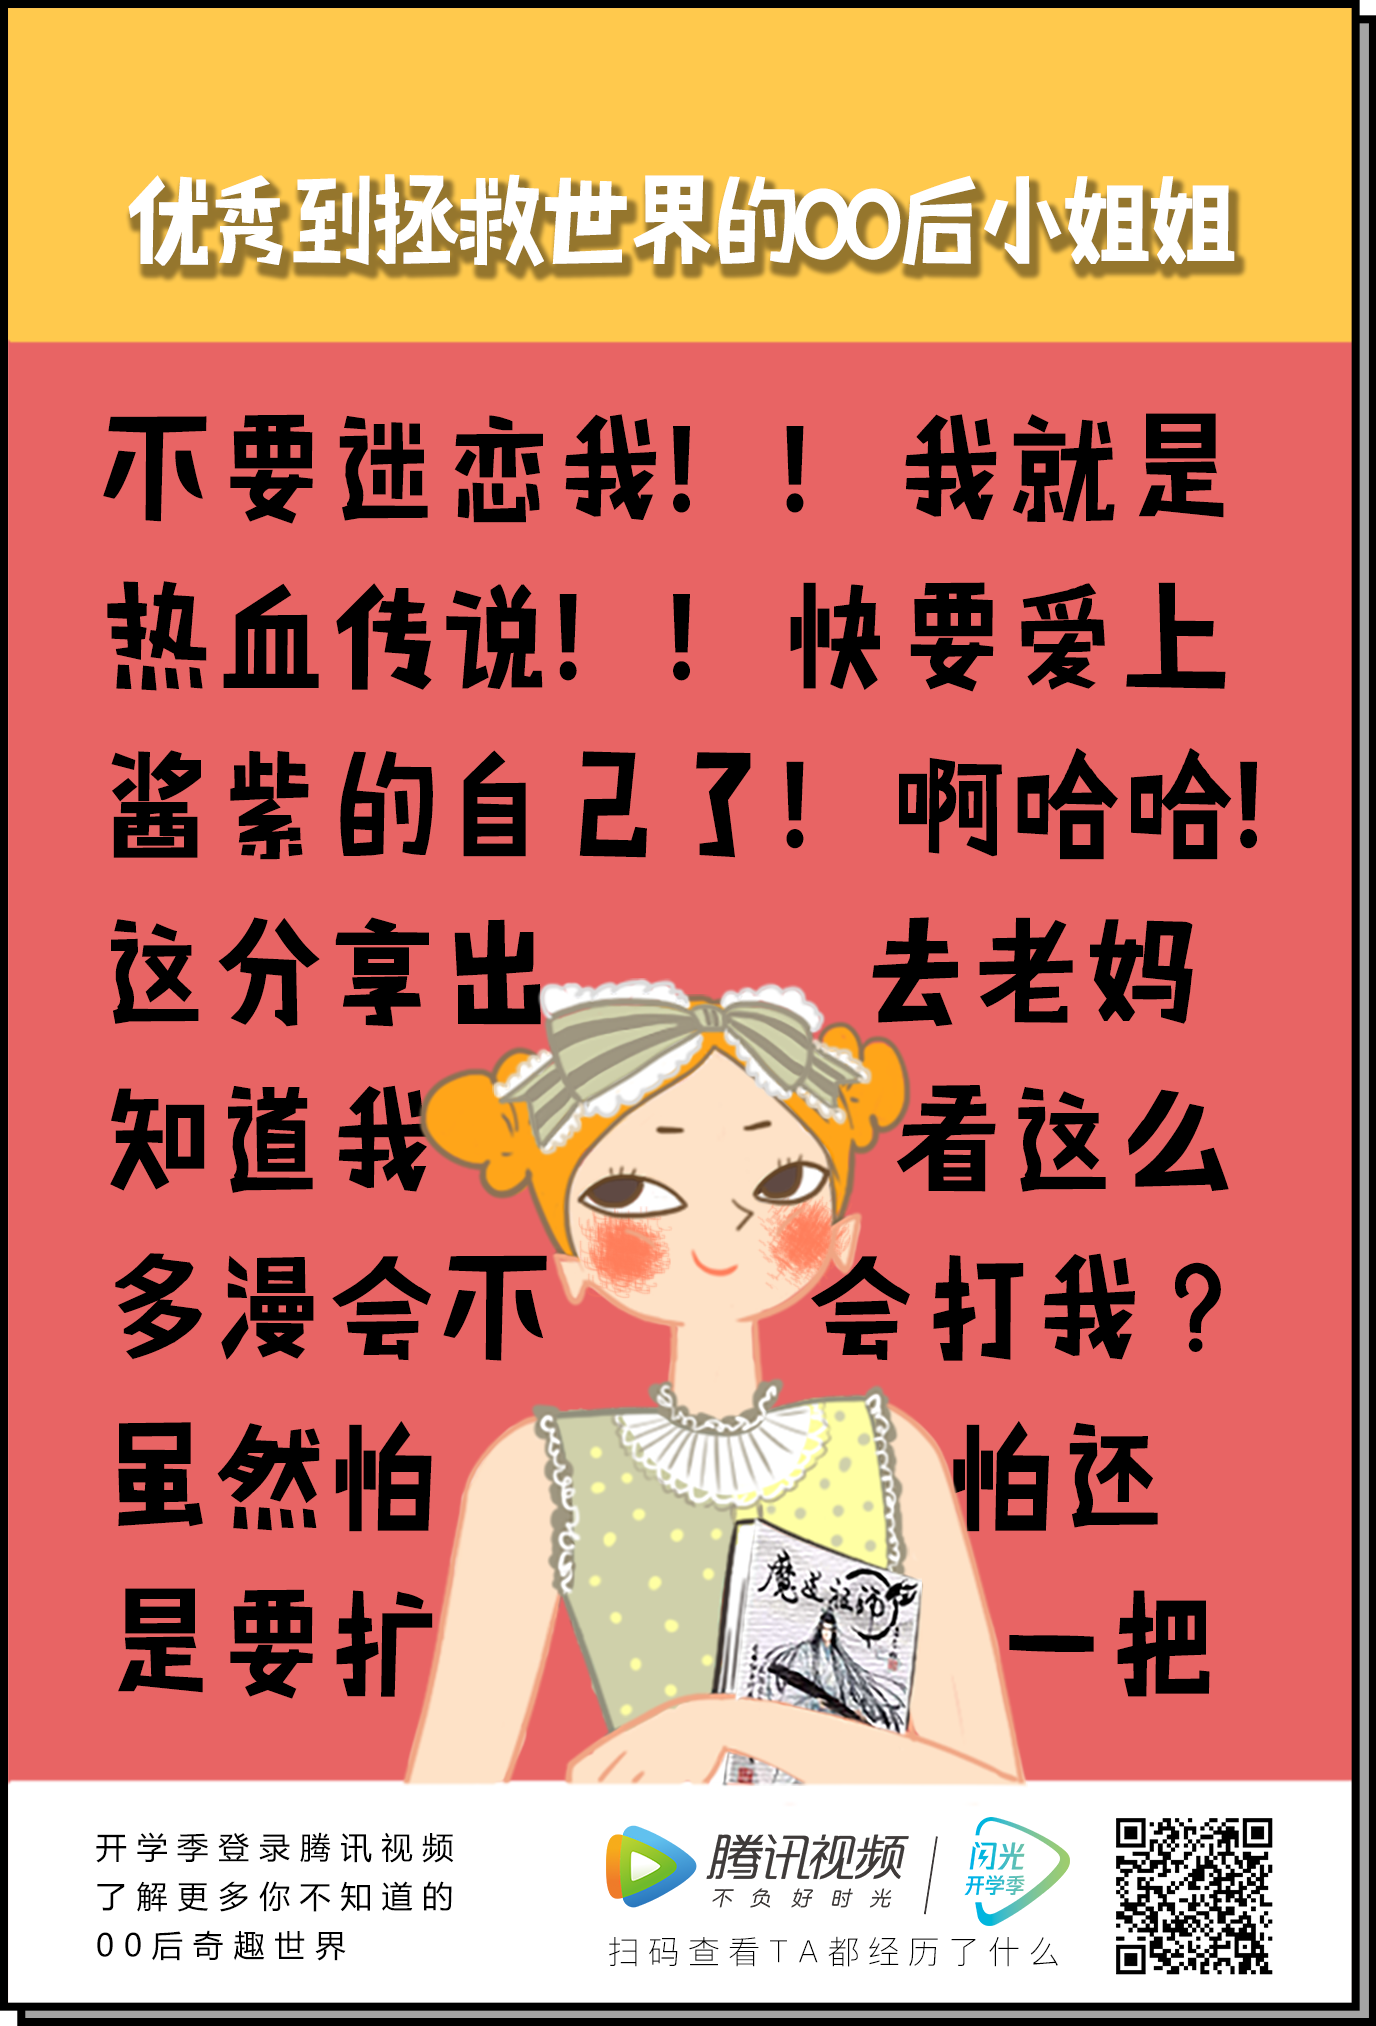 优秀到拯救世界的00后小姐姐
不要迷恋我！！我就是
热血传说！！快要爱上
酱紫的自己了！啊哈哈！
这分享出去老妈
知道我看这么
多漫会不会打我？
虽然怕怕还
是要扩一把
魔道祖师
开学季登录腾讯视频
了解更多你不知道的
00后奇趣世界
腾讯视频
不负好时光
闪光
开学季
扫码查看TA都经历了什么